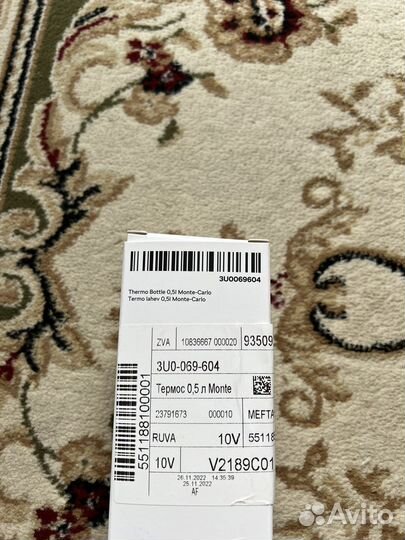 3U0069604
Thermo Bottle 0,5l Monte-Carlo
Termo lahev 0,5l Monte-Carlo
ZVA 10836667 000020 93509
3U0-069-604
Термос 0,5 л Monte
23791673 000010 МЕГТА
RUVA 10V 55118
10V V2189C01
26.11.2022 14:35:39
25.11.2022
AF
551188100001
Avito